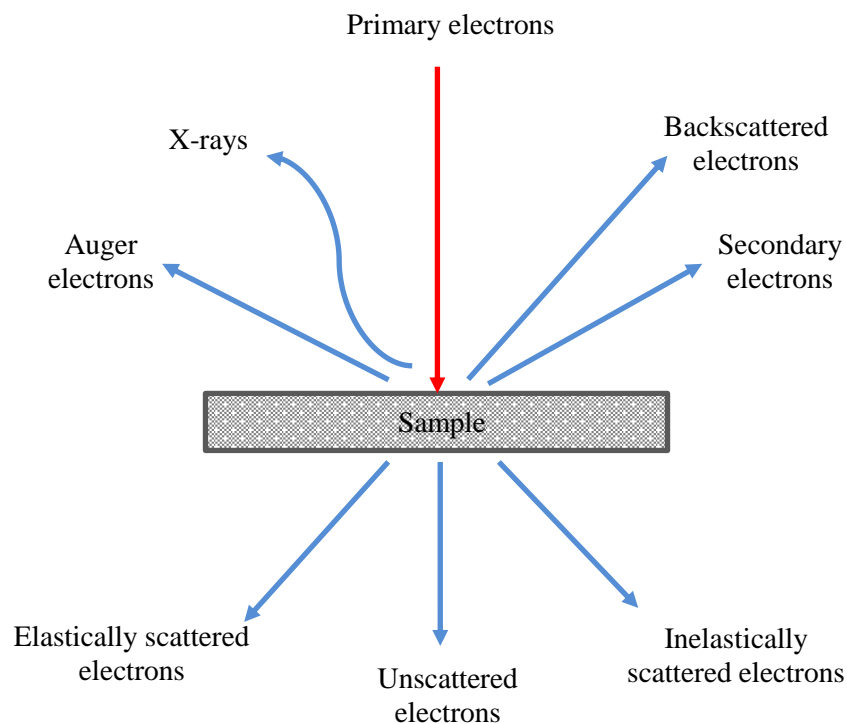 Primary electrons
X-rays
Backscattered
electrons
Auger
electrons
Secondary
electrons
Sample
Elastically scattered
electrons
Unscattered
electrons
Inelastically
scattered electrons